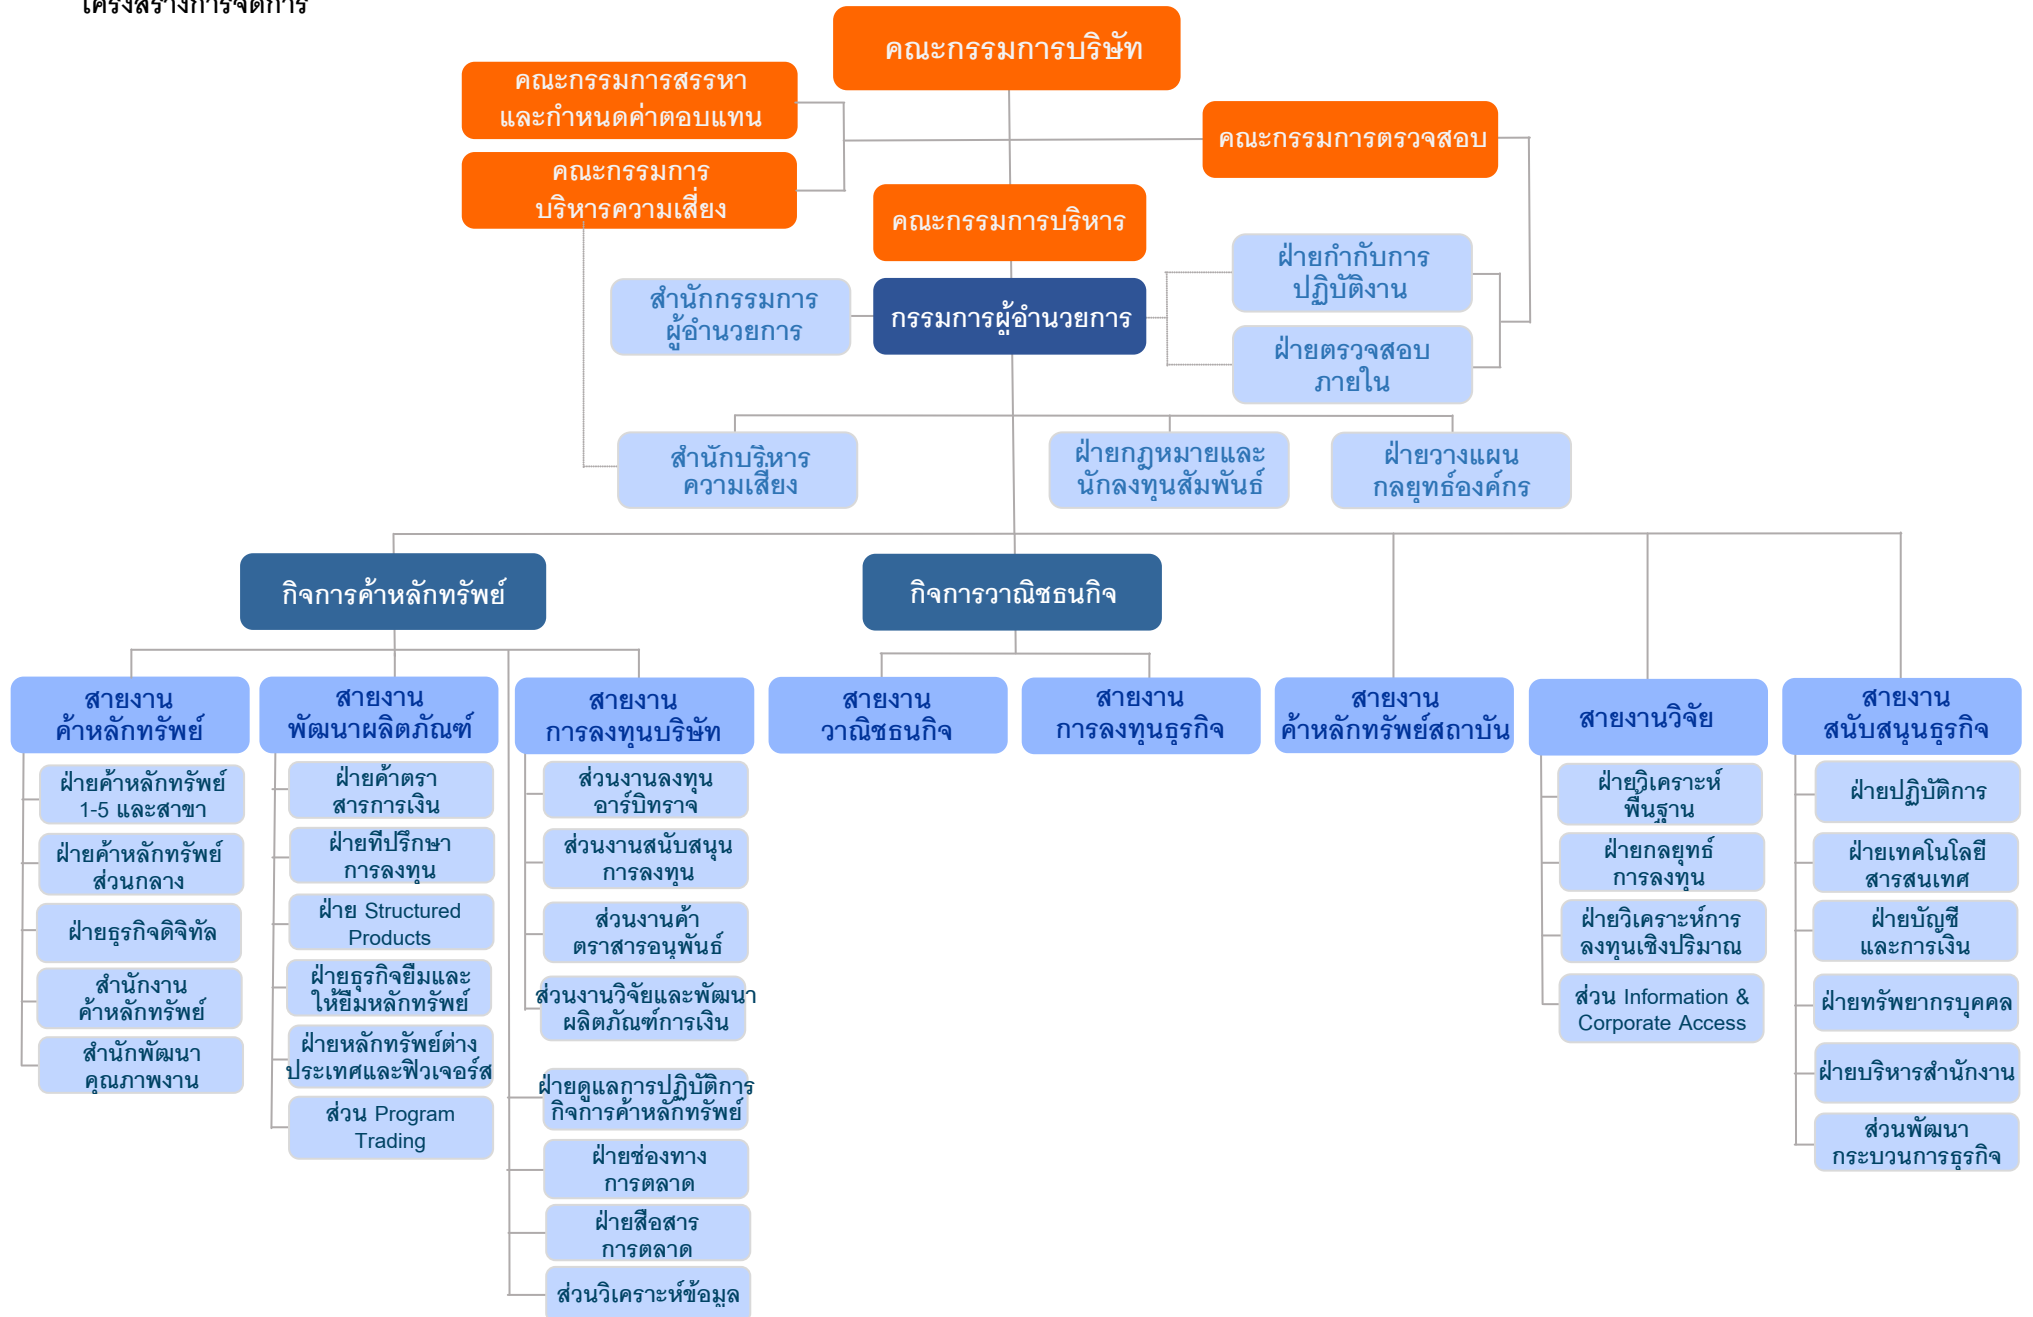 โครงสร้างการจัดการ
คณะกรรมการบริษัท
คณะกรรมการสรรหา
และกำหนดค่าตอบแทน
คณะกรรมการตรวจสอบ
คณะกรรมการ
บริหารความเสี่ยง
คณะกรรมการบริหาร
ฝ่ายกำกับการ
ปฏิบัติงาน
สำนักกรรมการ
ผู้อำนวยการ
กรรมการผู้อำนวยการ
ฝ่ายตรวจสอบ
ภายใน
สำนักบริหาร
ความเสี่ยง
ฝ่ายกฎหมายและ
นักลงทุนสัมพันธ์
ฝ่ายวางแผน
กลยุทธ์องค์กร
กิจการค้าหลักทรัพย์
กิจการวาณิชธนกิจ
สายงาน
ค้าหลักทรัพย์
สายงาน
พัฒนาผลิตภัณฑ์
สายงาน
การลงทุนบริษัท
สายงาน
วาณิชธนกิจ
สายงาน
การลงทุนธุรกิจ
สายงาน
ค้าหลักทรัพย์สถาบัน
สายงานวิจัย
สายงาน
สนับสนุนธุรกิจ
ฝ่ายค้าหลักทรัพย์
1-5 และสาขา
ฝ่ายค้าหลักทรัพย์
ส่วนกลาง
ฝ่ายธุรกิจดิจิทัล
สำนักงาน
ค้าหลักทรัพย์
สำนักพัฒนา
คุณภาพงาน
ฝ่ายค้าตรา
สารการเงิน
ฝ่ายที่ปรึกษา
การลงทุน
ฝ่าย Structured
Products
ฝ่ายธุรกิจยืมและ
ให้ยืมหลักทรัพย์
ฝ่ายหลักทรัพย์ต่าง
ประเทศและฟิวเจอร์ส
ส่วน Program
Trading
ส่วนงานลงทุน
อาร์บิทราจ
ส่วนงานสนับสนุน
การลงทุน
ส่วนงานค้า
ตราสารอนุพันธ์
ส่วนงานวิจัยและพัฒนา
ผลิตภัณฑ์การเงิน
ฝ่ายดูแลการปฏิบัติการ
กิจการค้าหลักทรัพย์
ฝ่ายช่องทาง
การตลาด
ฝ่ายสื่อสาร
การตลาด
ส่วนวิเคราะห์ข้อมูล
ฝ่ายวิเคราะห์
พื้นฐาน
ฝ่ายกลยุทธ์
การลงทุน
ฝ่ายวิเคราะห์การ
ลงทุนเชิงปริมาณ
ส่วน Information &
Corporate Access
ฝ่ายปฏิบัติการ
ฝ่ายเทคโนโลยี
สารสนเทศ
ฝ่ายบัญชี
และการเงิน
ฝ่ายทรัพยากรบุคคล
ฝ่ายบริหารสำนักงาน
ส่วนพัฒนา
กระบวนการธุรกิจ